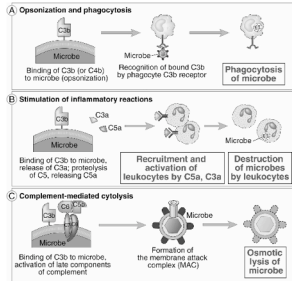 A Opsonization and phagocytosis
C3b
Microbe
Microbe
Binding of C3b (or C4b)
to microbe (opsonization)
Recognition of bound C3b
by phagocyte C3b receptor
Phagocytosis
of microbe
B Stimulation of inflammatory reactions
C3b
C3a
C5a
Microbe
Microbe
Binding of C3b to microbe,
release of C3a; proteolysis
of C5, releasing C5a
Recruitment and
activation of
leukocytes by C5a, C3a
Destruction
of microbes
by leukocytes
C Complement-mediated cytolysis
C3b
Microbe
Microbe
Binding of C3b to microbe,
activation of late components
of complement
Formation of
the membrane attack
complex (MAC)
Osmotic
lysis of
microbe